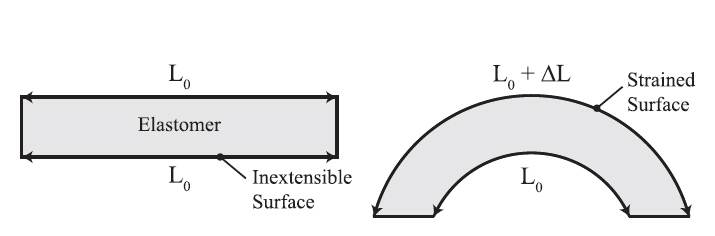 L₀
Elastomer
L₀
Inextensible
Surface
L₀ + ΔL
Strained
Surface
L₀